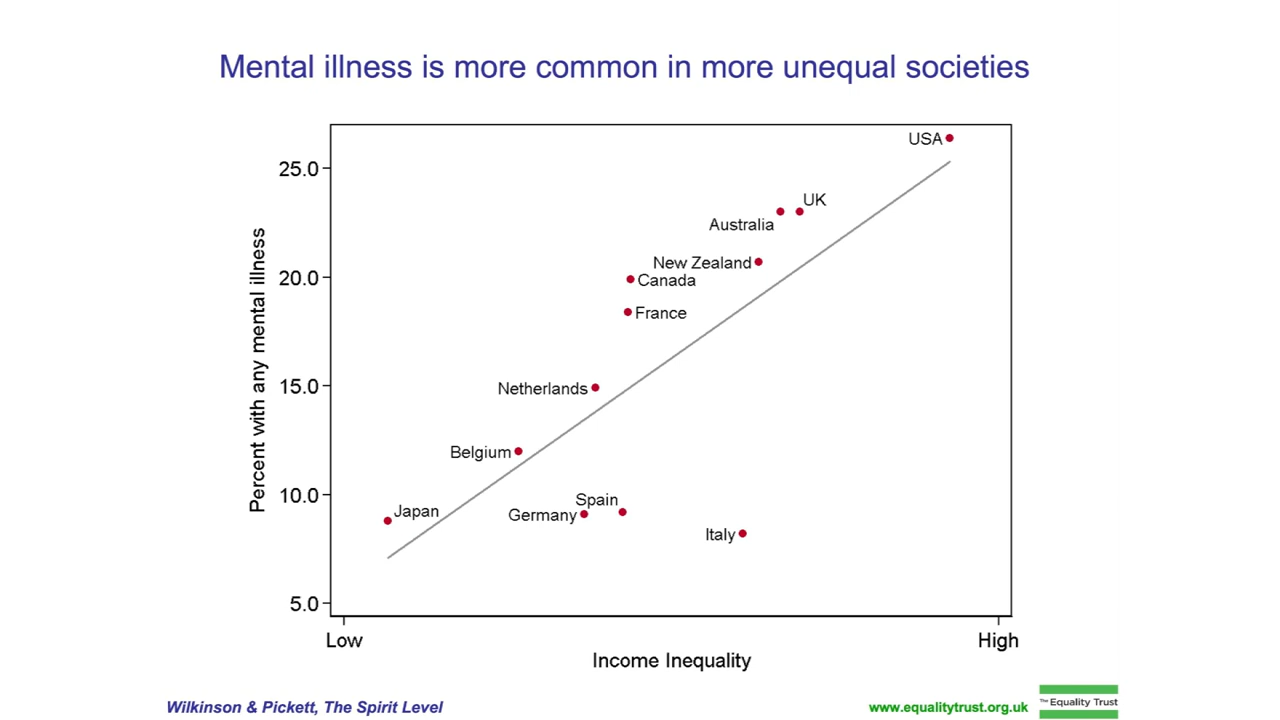 Mental illness is more common in more unequal societies
Percent with any mental illness
25.0
20.0
15.0
10.0
5.0
USA
UK
Australia
New Zealand
Canada
France
Netherlands
Belgium
Spain
Japan
Germany
Italy
Low
High
Income Inequality
Wilkinson & Pickett, The Spirit Level
www.equalitytrust.org.uk
The Equality Trust